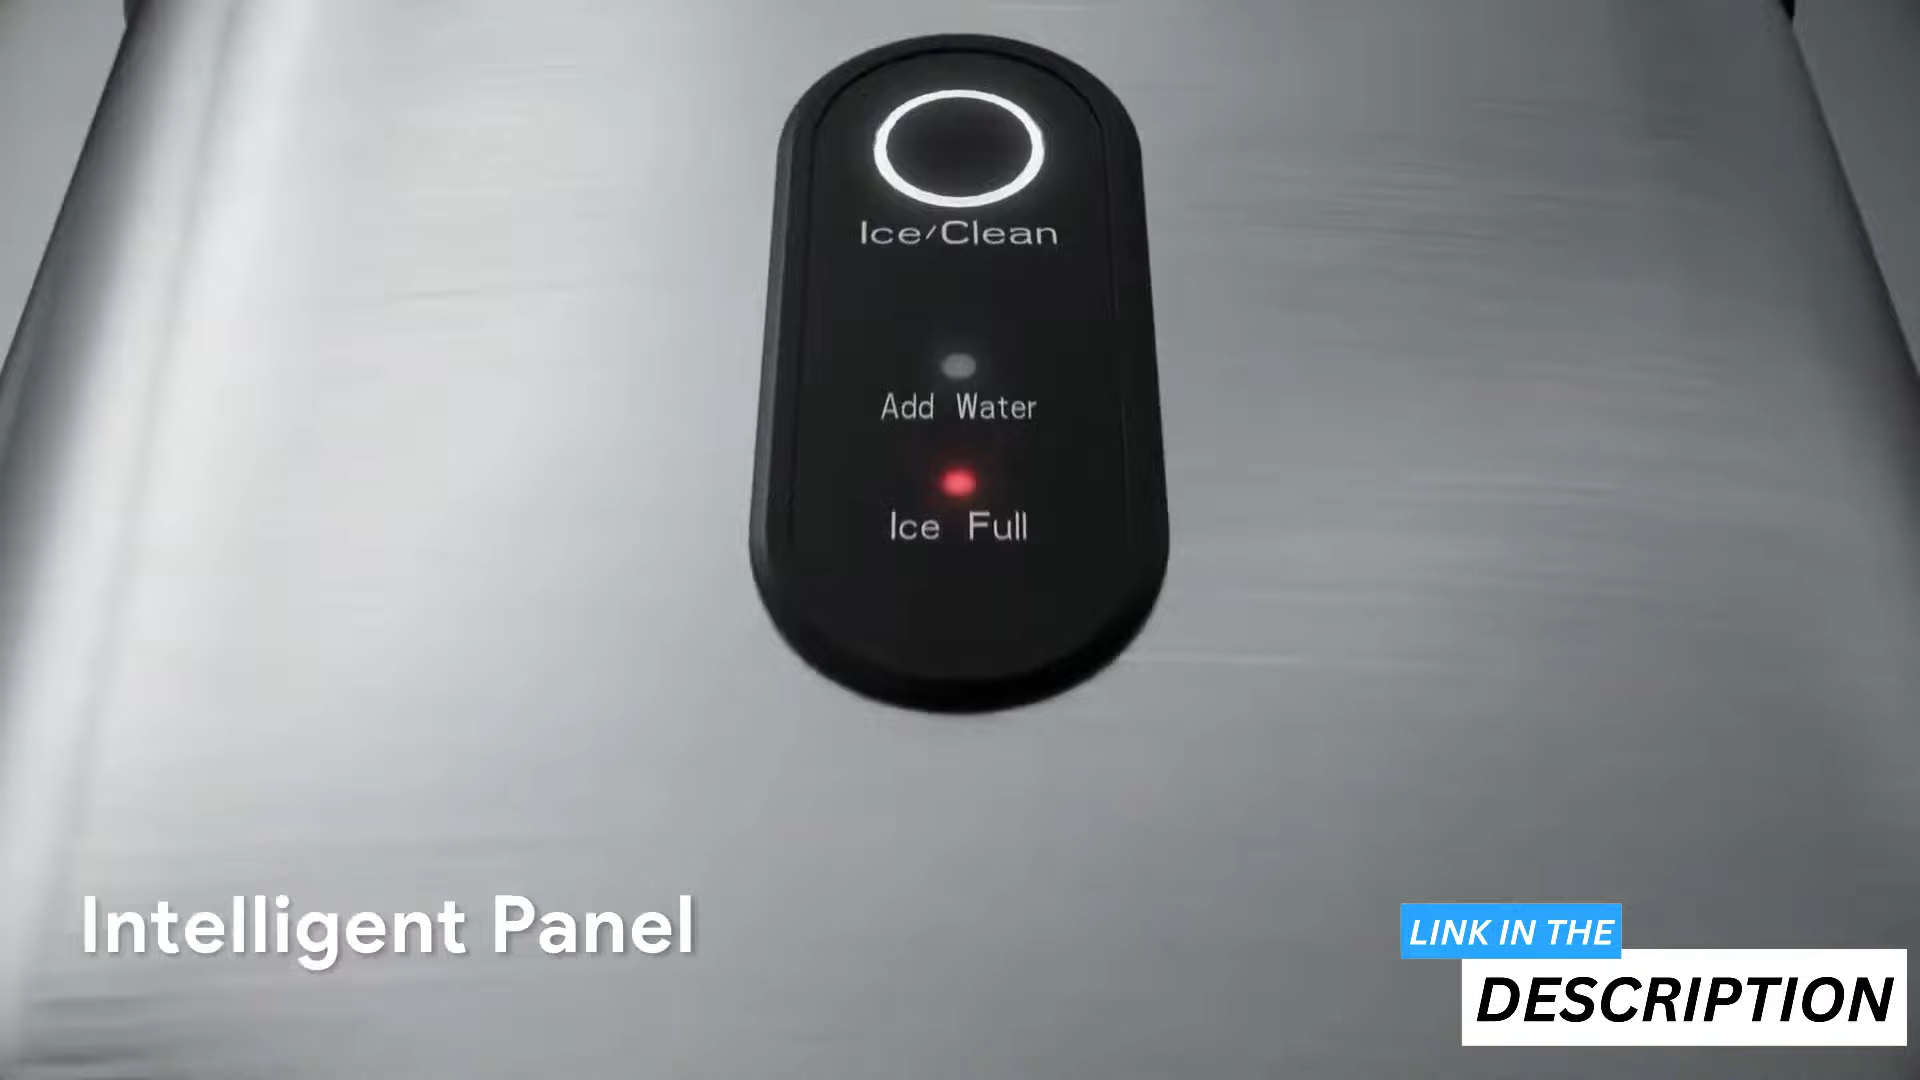 Ice/Clean
Add Water
Ice Full
Intelligent Panel
LINK IN THE
DESCRIPTION